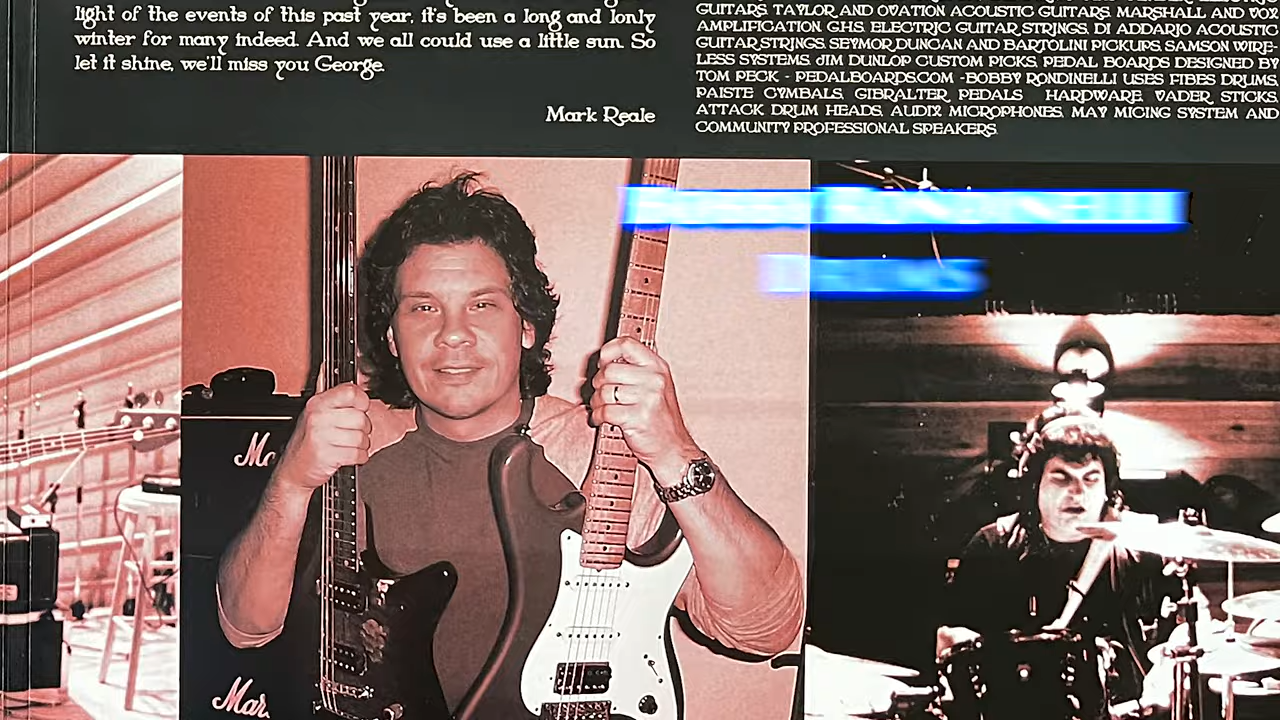 light of the events of this past year, it's been a long and lonly
winter for many indeed. And we all could use a little sun. So
let it shine, we'll miss you George.
Mark Reale
GUITARS, TAYLOR AND OVATION ACOUSTIC GUITARS, MARSHALL AND VOX
AMPLIFICATION, G.H.S. ELECTRIC GUITAR STRINGS, DI ADDARIO ACOUSTIC
GUITAR STRINGS, SEYMOR DUNCAN AND BARTOLINI PICKUPS, SAMSON WIRE-
LESS SYSTEMS, JIM DUNLOP CUSTOM PICKS, PEDAL BOARDS DESIGNED BY
TOM PECK - PEDALBOARDS.COM -BOBBY RONDINELLI USES FIBES DRUMS,
PAISTE CYMBALS, GIBRALTER PEDALS HARDWARE, VADER STICKS,
ATTACK DRUM HEADS, AUDIX MICROPHONES, MAY MICING SYSTEM AND
COMMUNITY PROFESSIONAL SPEAKERS.
Ma
Mar